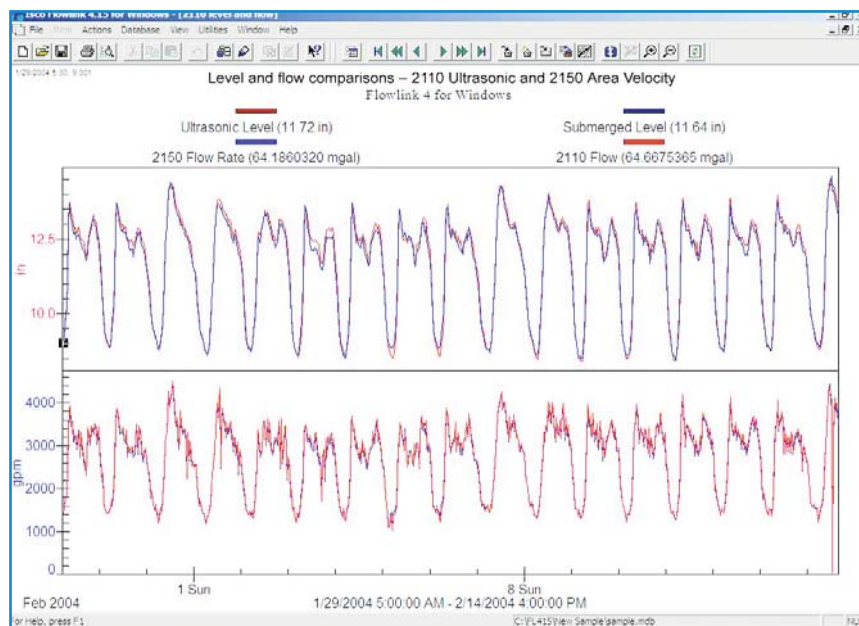 Isco Flowlink 4.15 for Windows - [2110 level and flow]
File Actions Database View Utilities Window Help
1/29/2004 5:30, 9.001
Level and flow comparisons – 2110 Ultrasonic and 2150 Area Velocity
Flowlink 4 for Windows
Ultrasonic Level (11.72 in)
Submerged Level (11.64 in)
2150 Flow Rate (64.1860320 mgal)
2110 Flow (64.6675365 mgal)
12.5
in
10.0
4000
3000
gpm
2000
1000
0
1 Sun
8 Sun
Feb 2004
1/29/2004 5:00:00 AM - 2/14/2004 4:00:00 PM
or Help, press F1
C:\FL415\New Sample\sample.mdb
NU